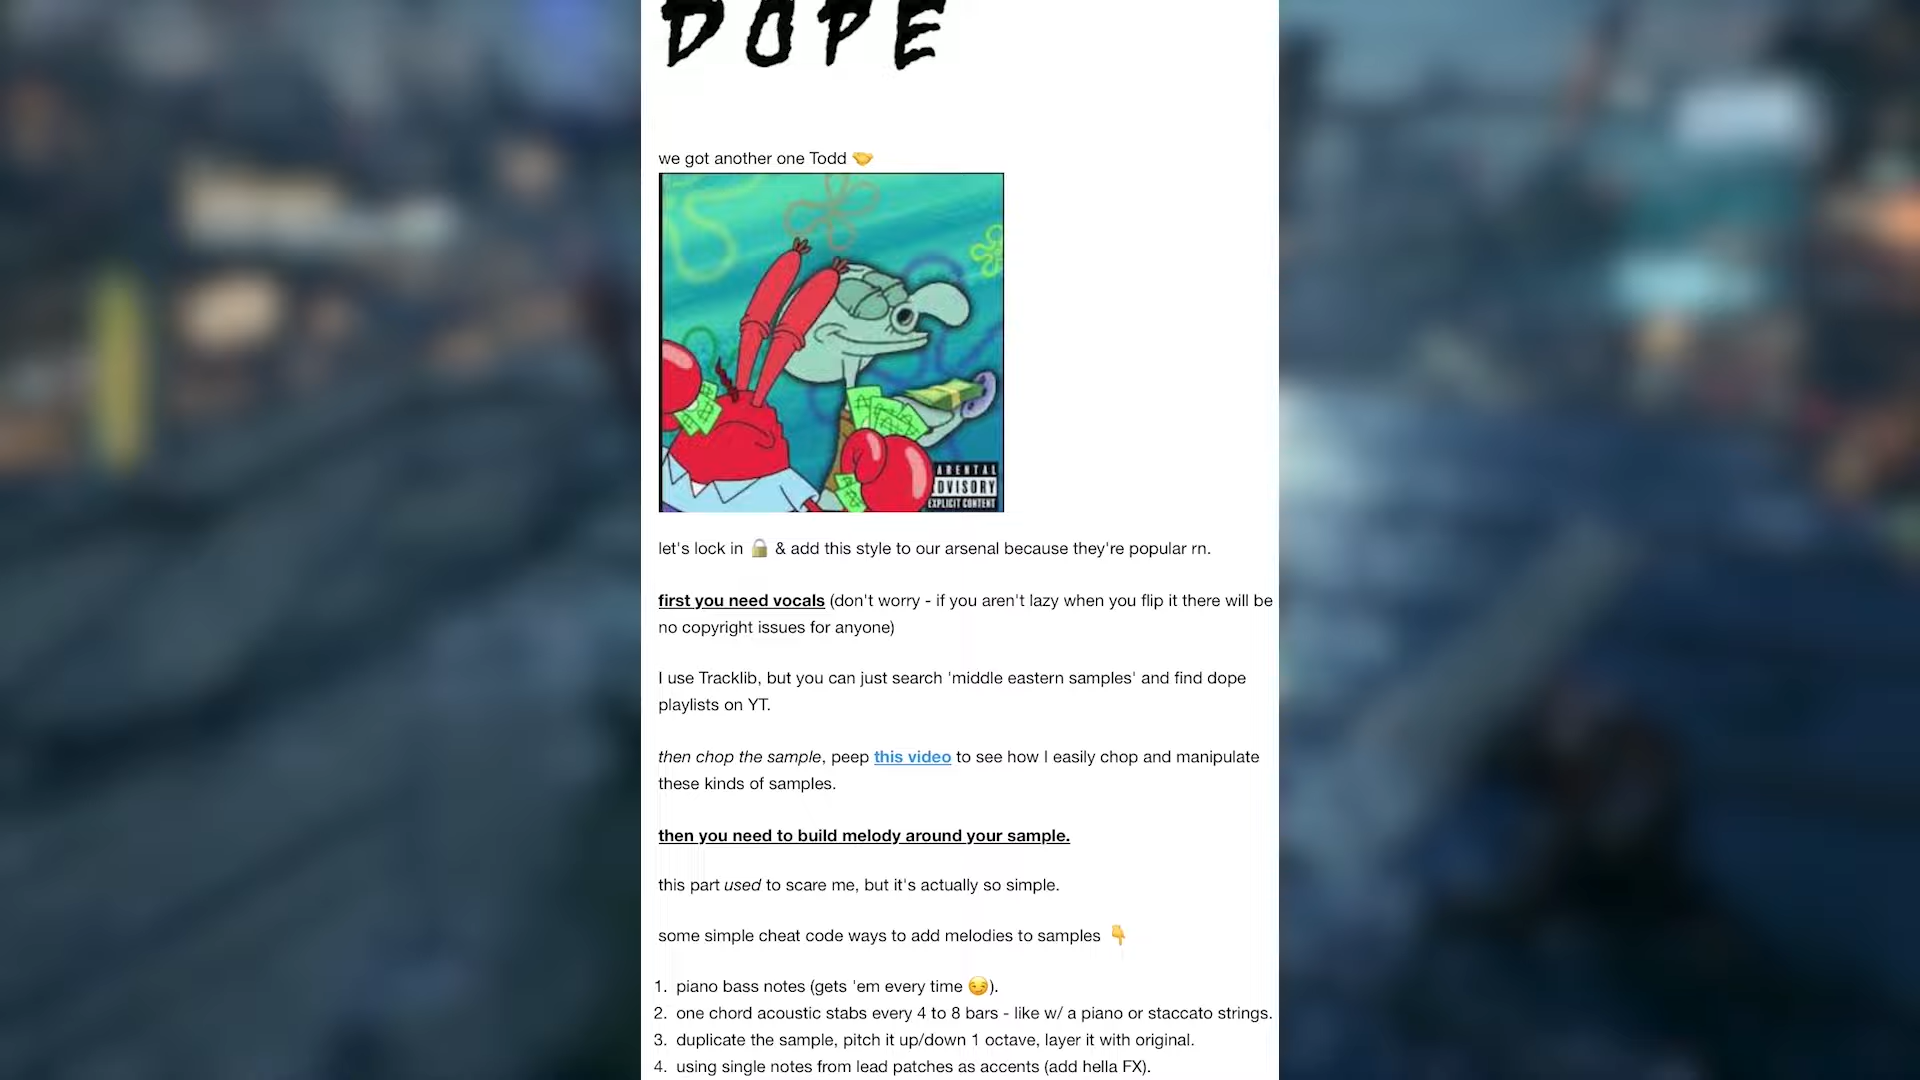 DOPE
we got another one Todd 🤝
ARENTAL
DVISORY
EXPLICIT CONTENT
let's lock in 🔒 & add this style to our arsenal because they're popular rn.
first you need vocals (don't worry - if you aren't lazy when you flip it there will be
no copyright issues for anyone)
I use Tracklib, but you can just search 'middle eastern samples' and find dope
playlists on YT.
then chop the sample, peep this video to see how I easily chop and manipulate
these kinds of samples.
then you need to build melody around your sample.
this part used to scare me, but it's actually so simple.
some simple cheat code ways to add melodies to samples 👇
1. piano bass notes (gets 'em every time 😏).
2. one chord acoustic stabs every 4 to 8 bars - like w/ a piano or staccato strings.
3. duplicate the sample, pitch it up/down 1 octave, layer it with original.
4. using single notes from lead patches as accents (add hella FX).